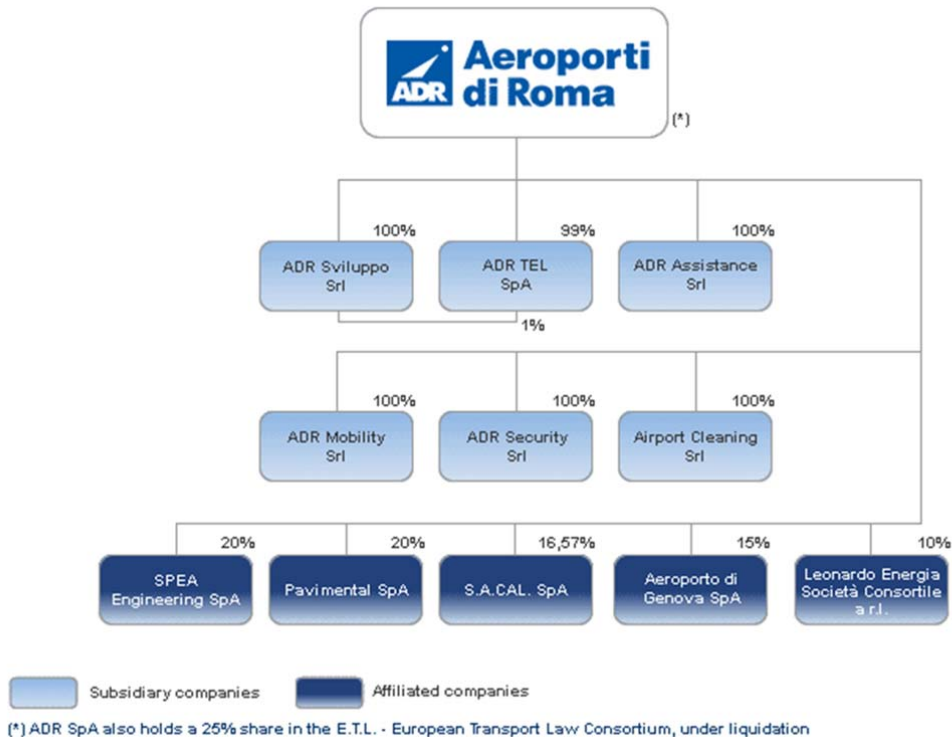 ADR
Aeroporti
di Roma
(*)
100%
99%
100%
ADR Sviluppo
Srl
ADR TEL
SpA
ADR Assistance
Srl
1%
100%
100%
100%
ADR Mobility
Srl
ADR Security
Srl
Airport Cleaning
Srl
20%
20%
16,57%
15%
10%
SPEA
Engineering SpA
Pavimental SpA
S.A.CAL. SpA
Aeroporto di
Genova SpA
Leonardo Energia
Società Consortile
a r.l.
Subsidiary companies
Affiliated companies
(*) ADR SpA also holds a 25% share in the E.T.L. - European Transport Law Consortium, under liquidation